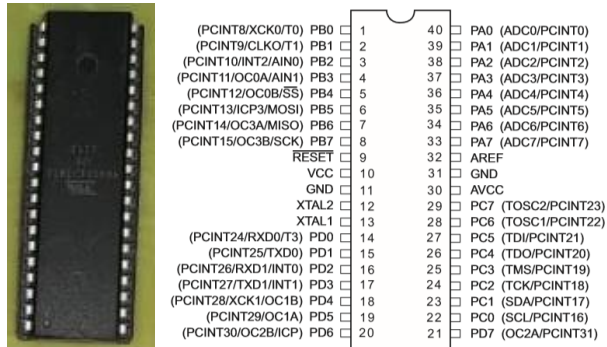 (PCINT8/XCK0/T0) PB0 1 40 PA0 (ADC0/PCINT0)
(PCINT9/CLKO/T1) PB1 2 39 PA1 (ADC1/PCINT1)
(PCINT10/INT2/AIN0) PB2 3 38 PA2 (ADC2/PCINT2)
(PCINT11/OC0A/AIN1) PB3 4 37 PA3 (ADC3/PCINT3)
(PCINT12/OC0B/SS) PB4 5 36 PA4 (ADC4/PCINT4)
(PCINT13/ICP3/MOSI) PB5 6 35 PA5 (ADC5/PCINT5)
(PCINT14/OC3A/MISO) PB6 7 34 PA6 (ADC6/PCINT6)
(PCINT15/OC3B/SCK) PB7 8 33 PA7 (ADC7/PCINT7)
RESET 9 32 AREF
VCC 10 31 GND
GND 11 30 AVCC
XTAL2 12 29 PC7 (TOSC2/PCINT23)
XTAL1 13 28 PC6 (TOSC1/PCINT22)
(PCINT24/RXD0/T3) PD0 14 27 PC5 (TDI/PCINT21)
(PCINT25/TXD0) PD1 15 26 PC4 (TDO/PCINT20)
(PCINT26/RXD1/INT0) PD2 16 25 PC3 (TMS/PCINT19)
(PCINT27/TXD1/INT1) PD3 17 24 PC2 (TCK/PCINT18)
(PCINT28/XCK1/OC1B) PD4 18 23 PC1 (SDA/PCINT17)
(PCINT29/OC1A) PD5 19 22 PC0 (SCL/PCINT16)
(PCINT30/OC2B/ICP) PD6 20 21 PD7 (OC2A/PCINT31)